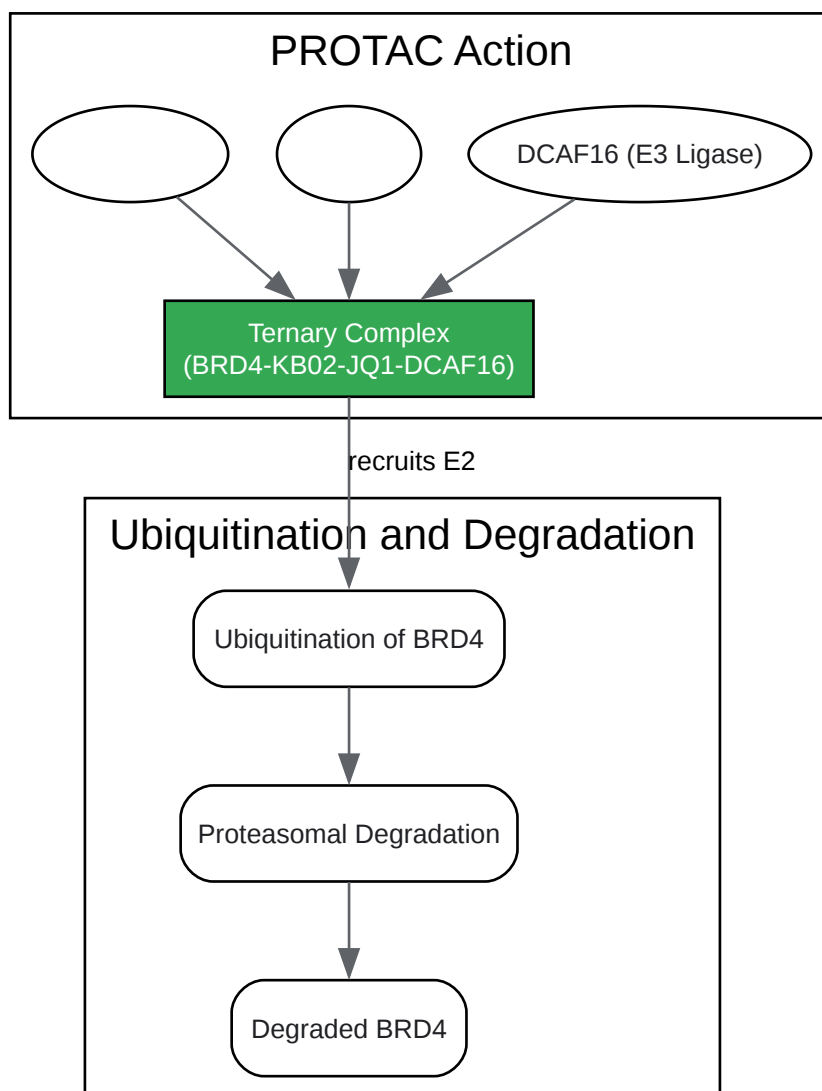 PROTAC Action
DCAF16 (E3 Ligase)
Ternary Complex
(BRD4-KB02-JQ1-DCAF16)
recruits E2
Ubiquitination and Degradation
Ubiquitination of BRD4
Proteasomal Degradation
Degraded BRD4